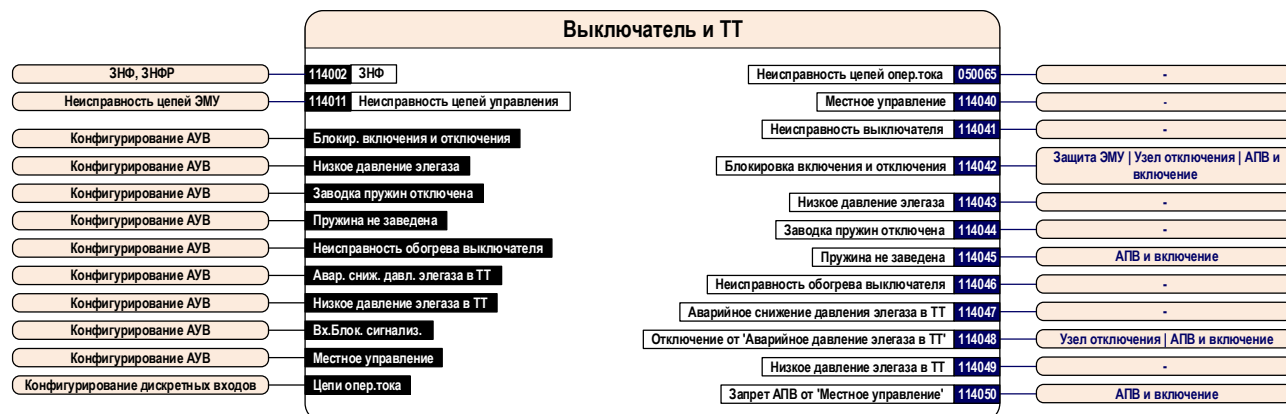 Выключатель и ТТ
ЗНФ, ЗНФР 114002 ЗНФ Неисправность цепей опер.тока 050065 -
Неисправность цепей ЭМУ 114011 Неисправность цепей управления Местное управление 114040 -
Неисправность выключателя 114041 -
Конфигурирование АУВ Блокир. включения и отключения
Конфигурирование АУВ Низкое давление элегаза Блокировка включения и отключения 114042 Защита ЭМУ | Узел отключения | АПВ и
включение
Конфигурирование АУВ Заводка пружин отключена Низкое давление элегаза 114043 -
Конфигурирование АУВ Пружина не заведена Заводка пружин отключена 114044 -
Конфигурирование АУВ Неисправность обогрева выключателя Пружина не заведена 114045 АПВ и включение
Конфигурирование АУВ Авар. сниж. давл. элегаза в ТТ Неисправность обогрева выключателя 114046 -
Конфигурирование АУВ Низкое давление элегаза в ТТ Аварийное снижение давления элегаза в ТТ 114047 -
Конфигурирование АУВ Вх.Блок. сигнализ. Отключение от 'Аварийное давление элегаза в ТТ' 114048 Узел отключения | АПВ и включение
Конфигурирование АУВ Местное управление Низкое давление элегаза в ТТ 114049 -
Конфигурирование дискретных входов Цепи опер.тока Запрет АПВ от 'Местное управление' 114050 АПВ и включение